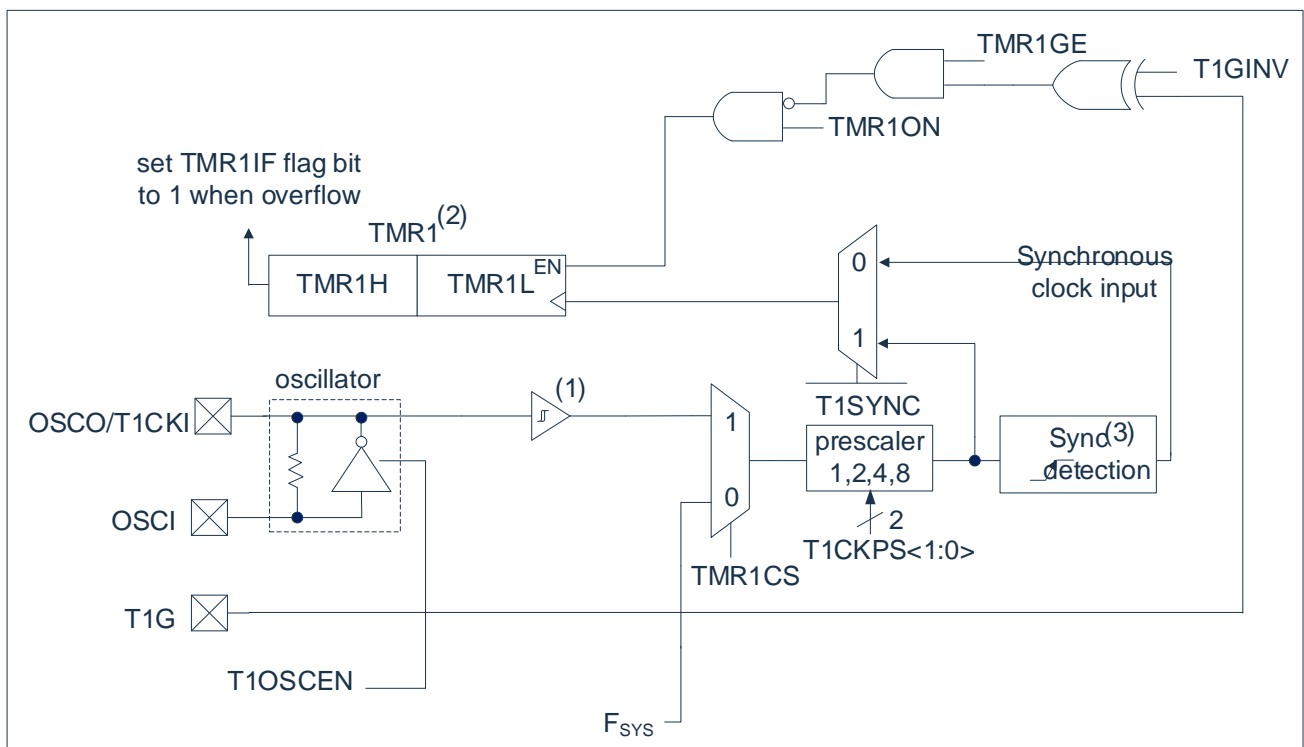 TMR1GE
T1GINV
TMR1ON
set TMR1IF flag bit
to 1 when overflow
TMR1(2)
EN
TMR1H
TMR1L
0
Synchronous
clock input
1
oscillator
(1)
OSCO/T1CKI
T1SYNC
1
prescaler
1,2,4,8
Sync(3)
detection
0
OSCI
2
T1CKPS<1:0>
TMR1CS
T1G
T1OSCEN
FSYS